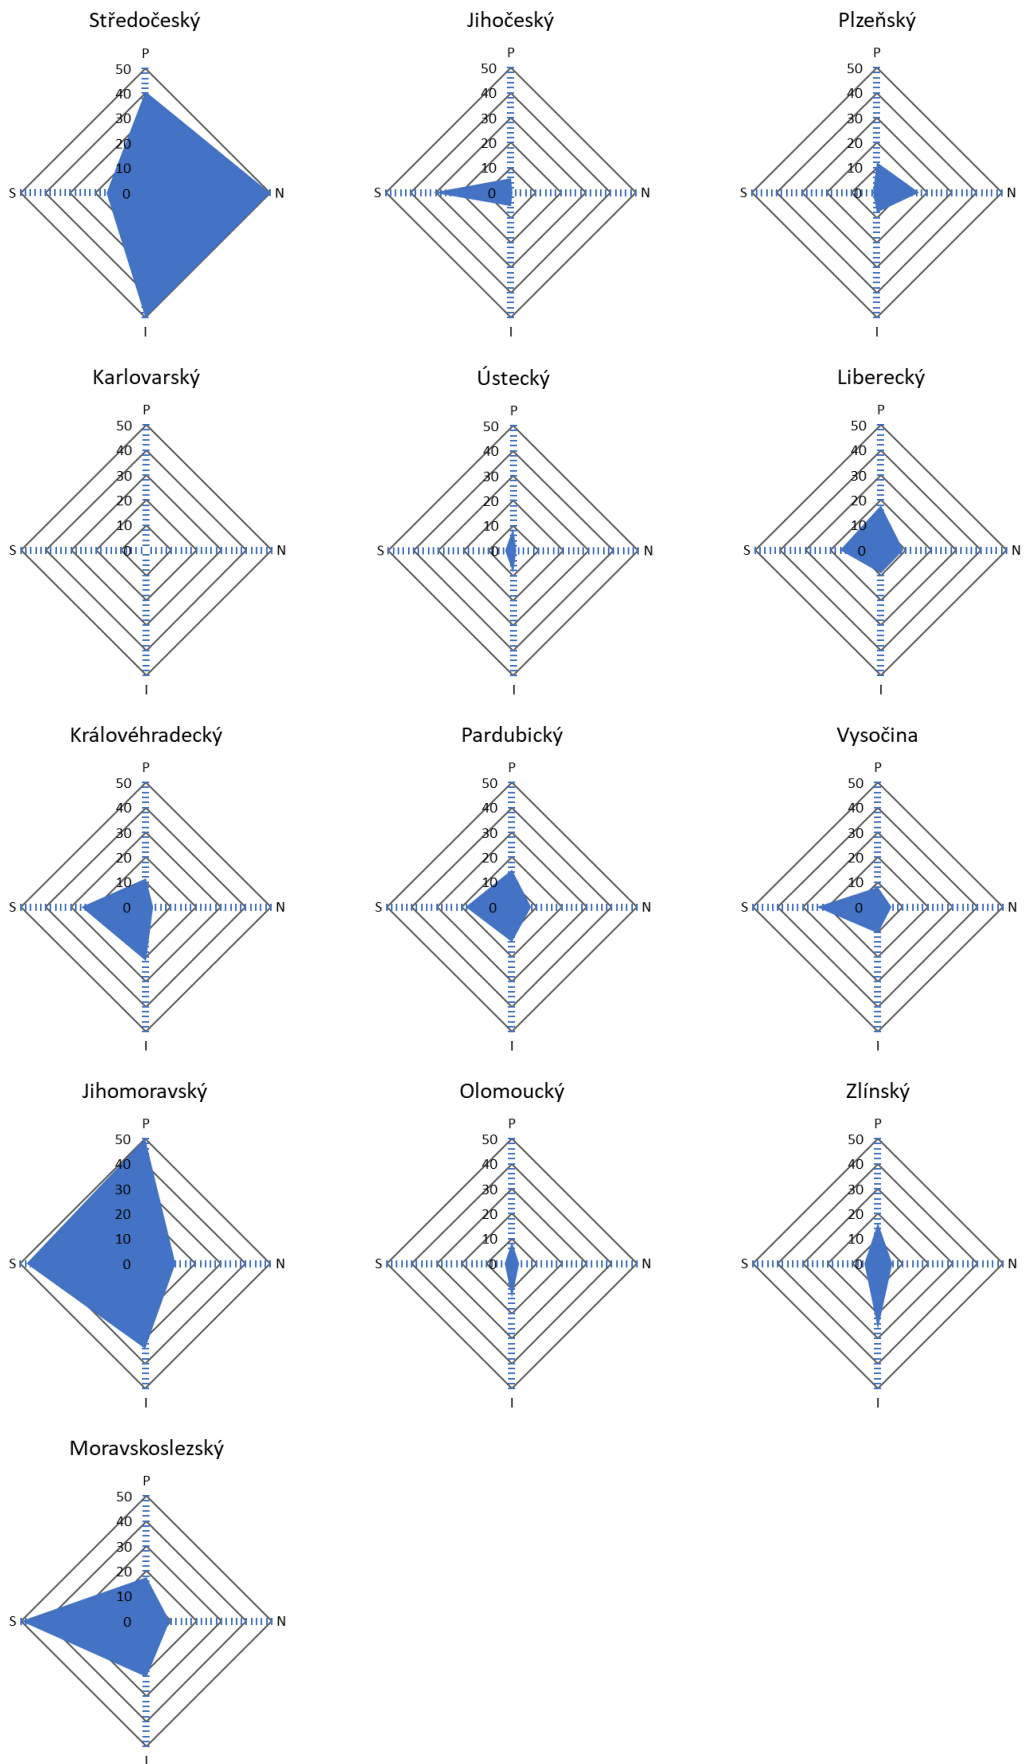 Středočeský Jihočeský Plzeňský
P P P
50 50 50
40 40 40
30 30 30
20 20 20
10 10 10
S 0 N S 0 N S 0 N
I I I
Karlovarský Ústecký Liberecký
P P P
50 50 50
40 40 40
30 30 30
20 20 20
10 10 10
S 0 N S 0 N S 0 N
I I I
Královéhradecký Pardubický Vysočina
P P P
50 50 50
40 40 40
30 30 30
20 20 20
10 10 10
S 0 N S 0 N S 0 N
I I I
Jihomoravský Olomoucký Zlínský
P P P
50 50 50
40 40 40
30 30 30
20 20 20
10 10 10
S 0 N S 0 N S 0 N
I I I
Moravskoslezský
P
50
40
30
20
10
S 0 N
I